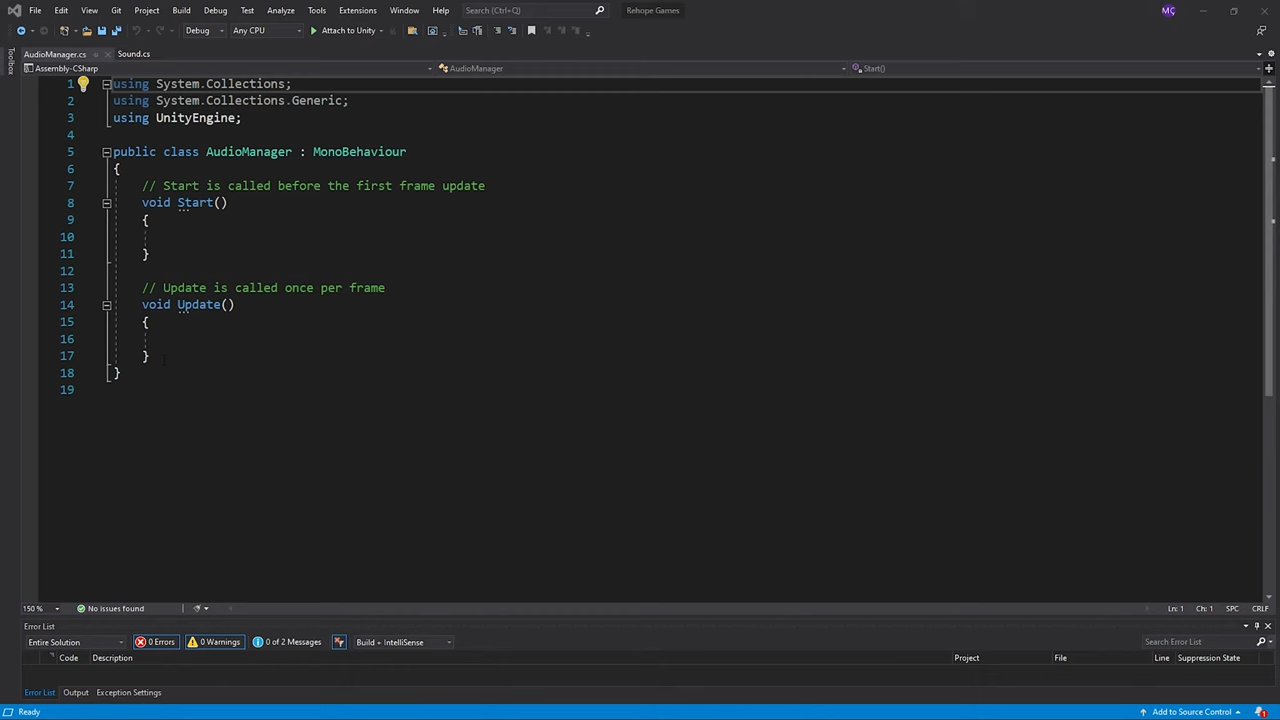 File Edit View Git Project Build Debug Test Analyze Tools Extensions Window Help Search (Ctrl+Q) Rehope Games MC
Debug Any CPU Attach to Unity
AudioManager.cs Sound.cs
Toolbox
Assembly-CSharp AudioManager Start()
1 using System.Collections;
2 using System.Collections.Generic;
3 using UnityEngine;
4
5 public class AudioManager : MonoBehaviour
6 {
7 // Start is called before the first frame update
8 void Start()
9 {
10
11 }
12
13 // Update is called once per frame
14 void Update()
15 {
16
17 }
18 }
19
150 % No issues found Ln: 1 Ch: 1 SPC CRLF
Error List
Entire Solution 0 Errors 0 Warnings 0 of 2 Messages Build + IntelliSense Search Error List
Code Description Project File Line Suppression State
Error List Output Exception Settings
Ready Add to Source Control 1